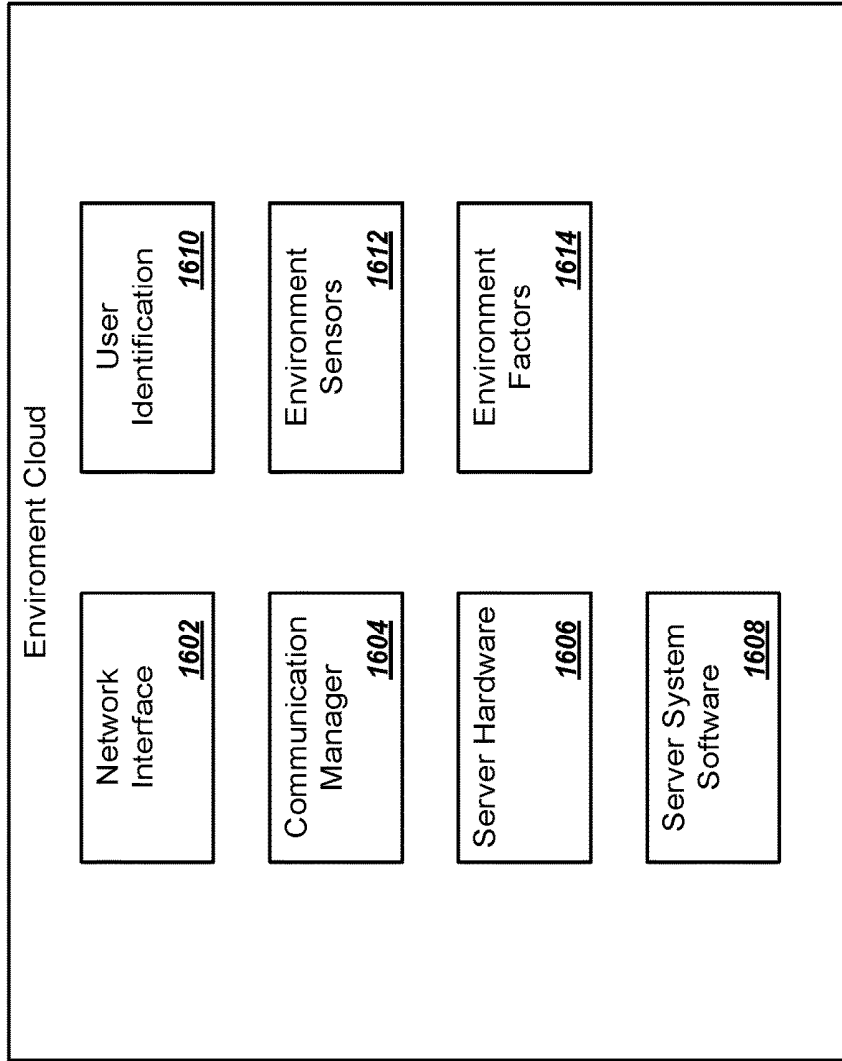 Enviroment Cloud
Network
Interface
1602
Communication
Manager
1604
Server Hardware
1606
Server System
Software
1608
User
Identification
1610
Environment
Sensors
1612
Environment
Factors
1614